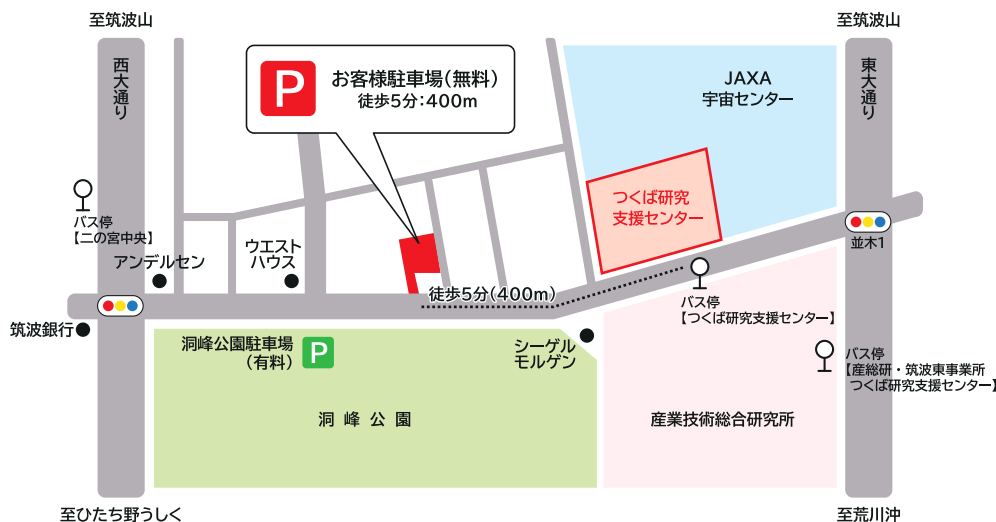 至筑波山
至筑波山
西大通り
東大通り
P
お客様駐車場(無料)
徒歩5分:400m
JAXA
宇宙センター
つくば研究
支援センター
バス停
【二の宮中央】
アンデルセン
ウエスト
ハウス
並木1
徒歩5分(400m)
バス停
【つくば研究支援センター】
筑波銀行
洞峰公園駐車場
(有料)
P
シーゲル
モルゲン
バス停
【産総研・筑波東事業所
つくば研究支援センター】
洞峰公園
産業技術総合研究所
至ひたち野うしく
至荒川沖